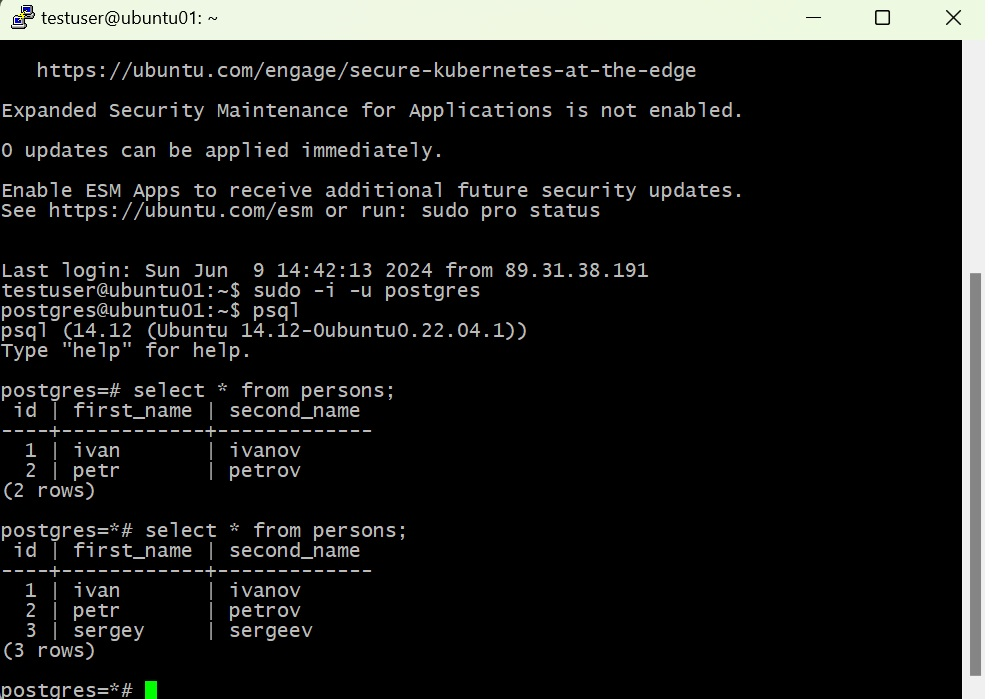 testuser@ubuntu01: ~
https://ubuntu.com/engage/secure-kubernetes-at-the-edge
Expanded Security Maintenance for Applications is not enabled.
0 updates can be applied immediately.
Enable ESM Apps to receive additional future security updates.
See https://ubuntu.com/esm or run: sudo pro status
Last login: Sun Jun  9 14:42:13 2024 from 89.31.38.191
testuser@ubuntu01:~$ sudo -i -u postgres
postgres@ubuntu01:~$ psql
psql (14.12 (Ubuntu 14.12-0ubuntu0.22.04.1))
Type "help" for help.
postgres=# select * from persons;
 id | first_name | second_name
----+------------+-------------
  1 | ivan       | ivanov
  2 | petr       | petrov
(2 rows)
postgres=*# select * from persons;
 id | first_name | second_name
----+------------+-------------
  1 | ivan       | ivanov
  2 | petr       | petrov
  3 | sergey     | sergeev
(3 rows)
postgres=*#